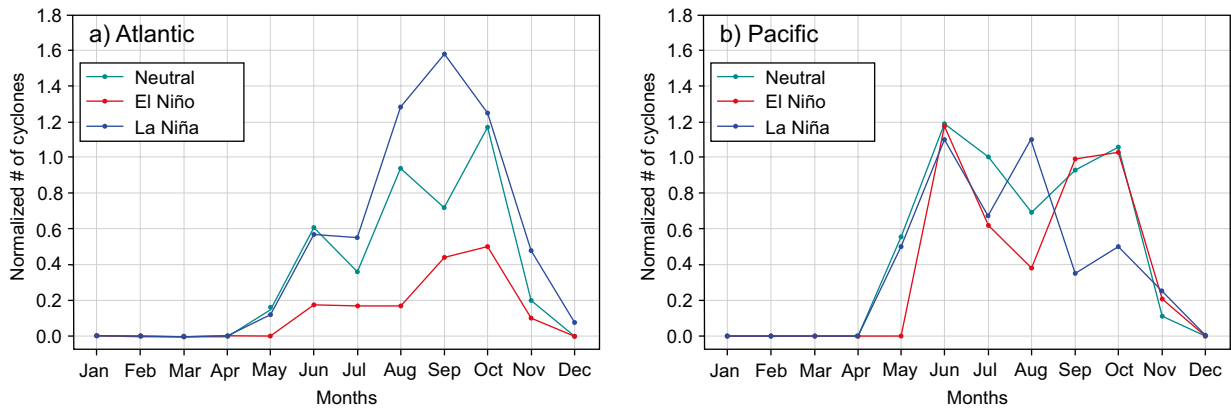 a) Atlantic
Normalized # of cyclones
1.8
1.6
1.4
1.2
1.0
0.8
0.6
0.4
0.2
0.0
Neutral
El Niño
La Niña
Jan Feb Mar Apr May Jun Jul Aug Sep Oct Nov Dec
Months
b) Pacific
Normalized # of cyclones
1.8
1.6
1.4
1.2
1.0
0.8
0.6
0.4
0.2
0.0
Neutral
El Niño
La Niña
Jan Feb Mar Apr May Jun Jul Aug Sep Oct Nov Dec
Months